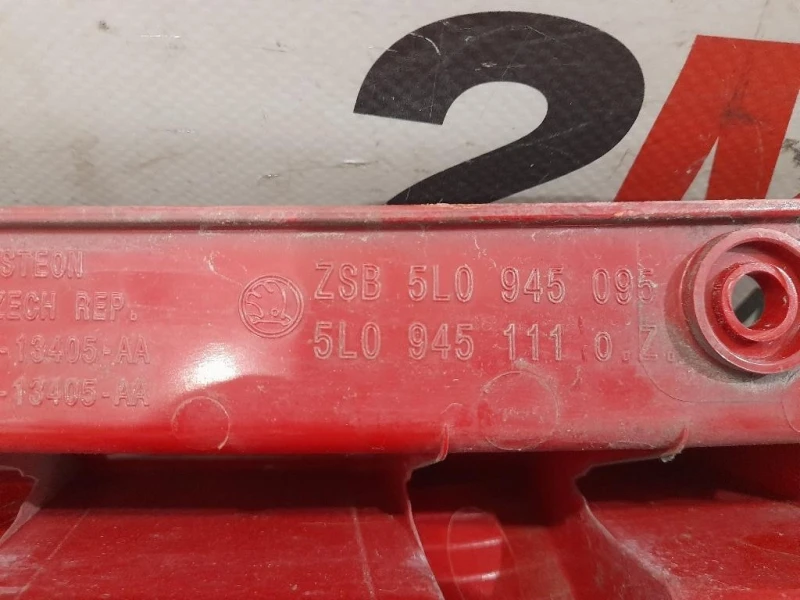 2
STEON
ZECH REP.
-13405-AA
-13405-AA
ZSB 5L0 945 095
5L0 945 111 o.Z.